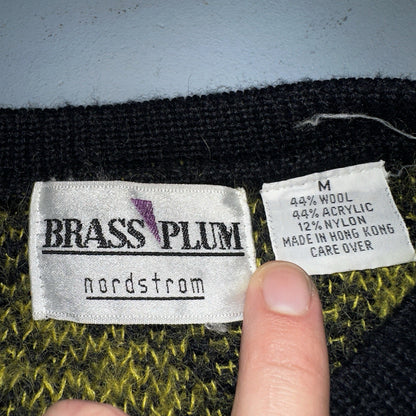 BRASS PLUM
nordstrom
M
44% WOOL
44% ACRYLIC
12% NYLON
MADE IN HONG KONG
CARE OVER